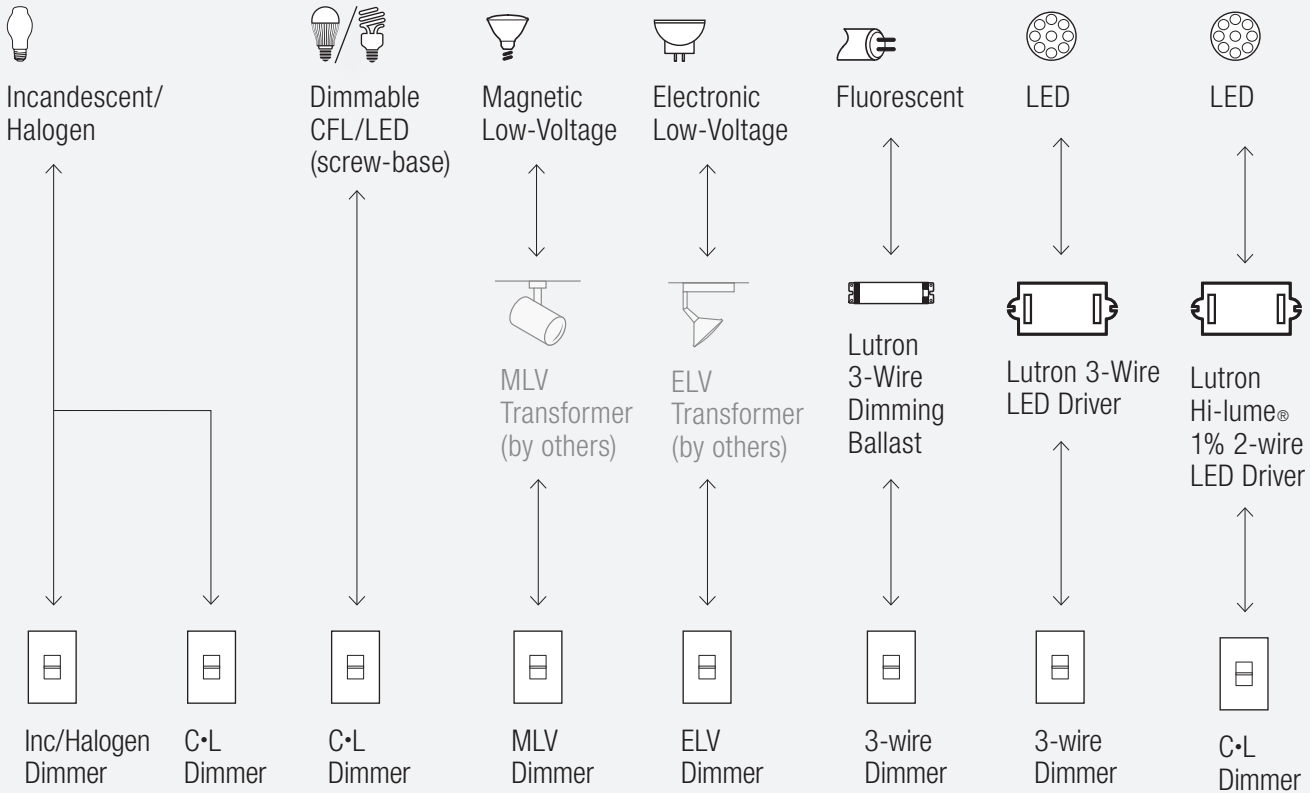 Incandescent/
Halogen
Dimmable
CFL/LED
(screw-base)
Magnetic
Low-Voltage
Electronic
Low-Voltage
Fluorescent
LED
LED
MLV
Transformer
(by others)
ELV
Transformer
(by others)
Lutron
3-Wire
Dimming
Ballast
Lutron 3-Wire
LED Driver
Lutron
Hi-lume®
1% 2-wire
LED Driver
Inc/Halogen
Dimmer
C•L
Dimmer
C•L
Dimmer
MLV
Dimmer
ELV
Dimmer
3-wire
Dimmer
3-wire
Dimmer
C•L
Dimmer